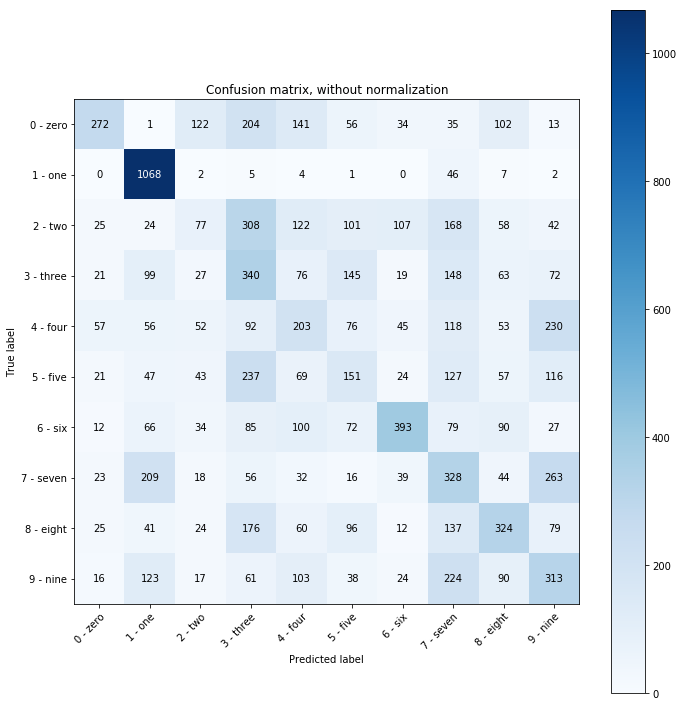 Confusion matrix, without normalization
0 - zero 272 1 122 204 141 56 34 35 102 13
1 - one 0 1068 2 5 4 1 0 46 7 2
2 - two 25 24 77 308 122 101 107 168 58 42
3 - three 21 99 27 340 76 145 19 148 63 72
4 - four 57 56 52 92 203 76 45 118 53 230
5 - five 21 47 43 237 69 151 24 127 57 116
6 - six 12 66 34 85 100 72 393 79 90 27
7 - seven 23 209 18 56 32 16 39 328 44 263
8 - eight 25 41 24 176 60 96 12 137 324 79
9 - nine 16 123 17 61 103 38 24 224 90 313
0 - zero 1 - one 2 - two 3 - three 4 - four 5 - five 6 - six 7 - seven 8 - eight 9 - nine
Predicted label
True label
1000
800
600
400
200
0